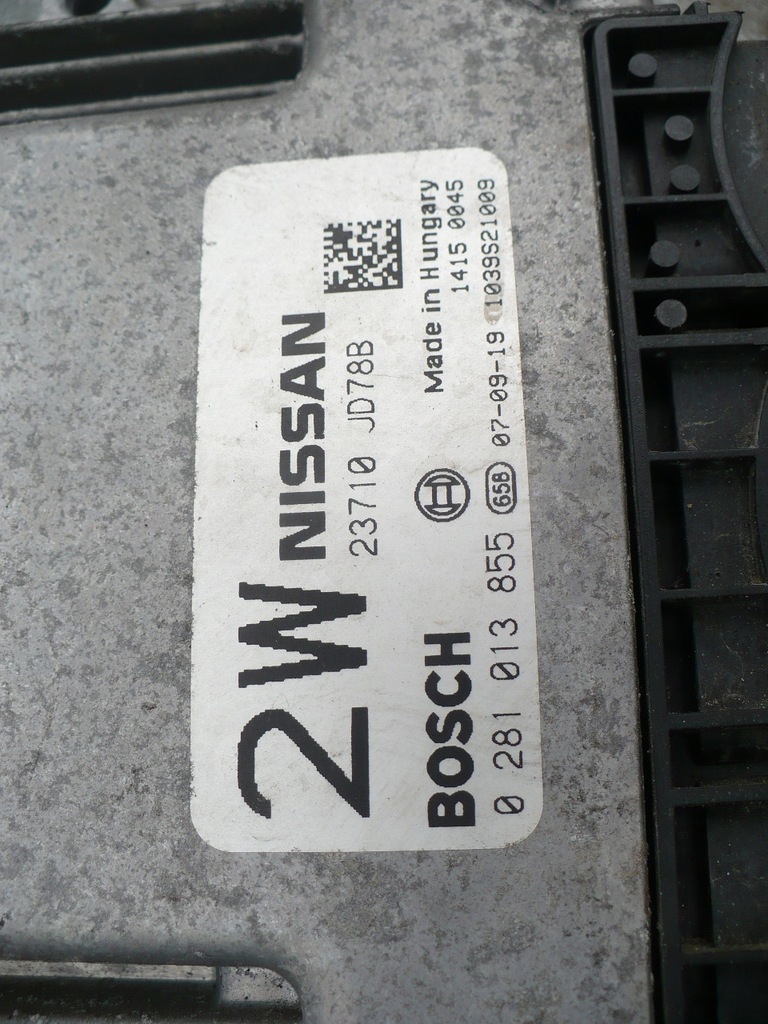 2W NISSAN
23710 JD78B
BOSCH
Made in Hungary
1415 0045
0 281 013 855 658 07-09-19 1039S21009